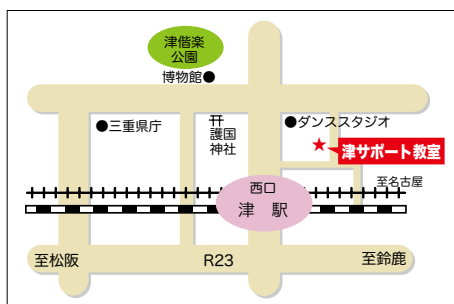 津偕楽
公園
博物館
三重県庁
護国
神社
ダンススタジオ
津サポート教室
至名古屋
西口
津駅
至松阪
R23
至鈴鹿